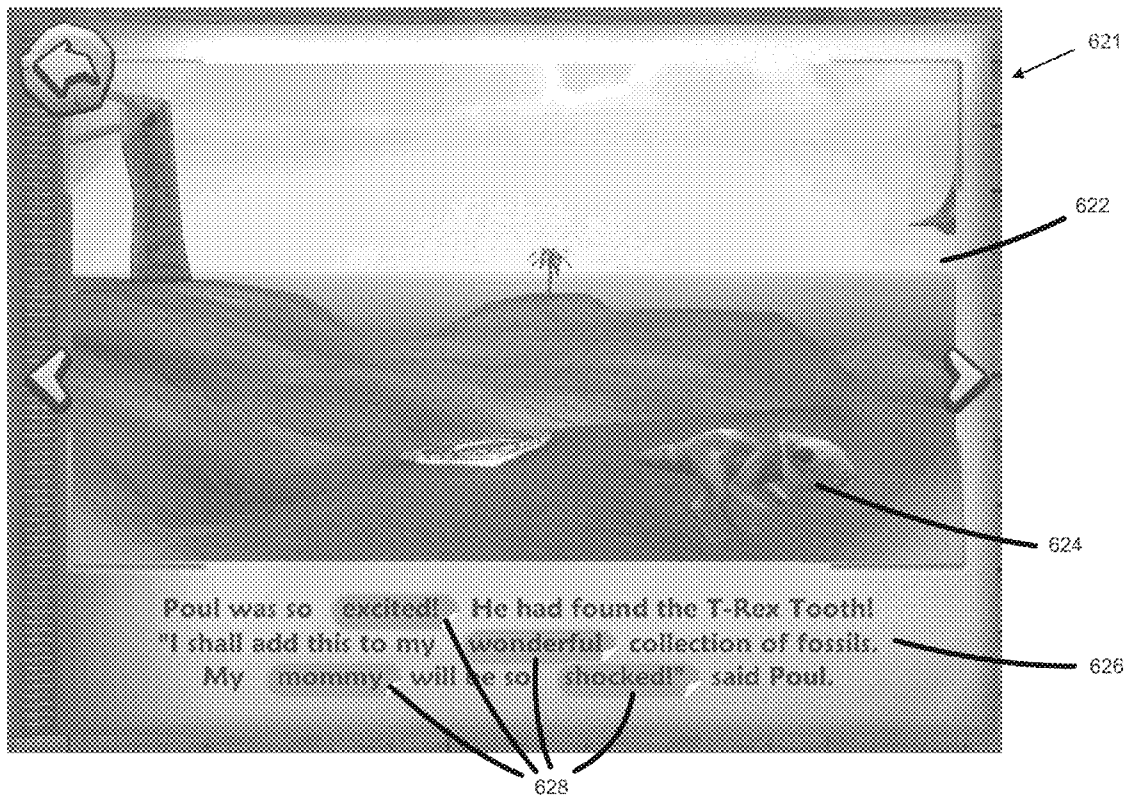 621
622
624
Poul was so excited! He had found the T-Rex Tooth!
"I shall add this to my wonderful collection of fossils.
My mommy will be so shocked!" said Poul.
626
628